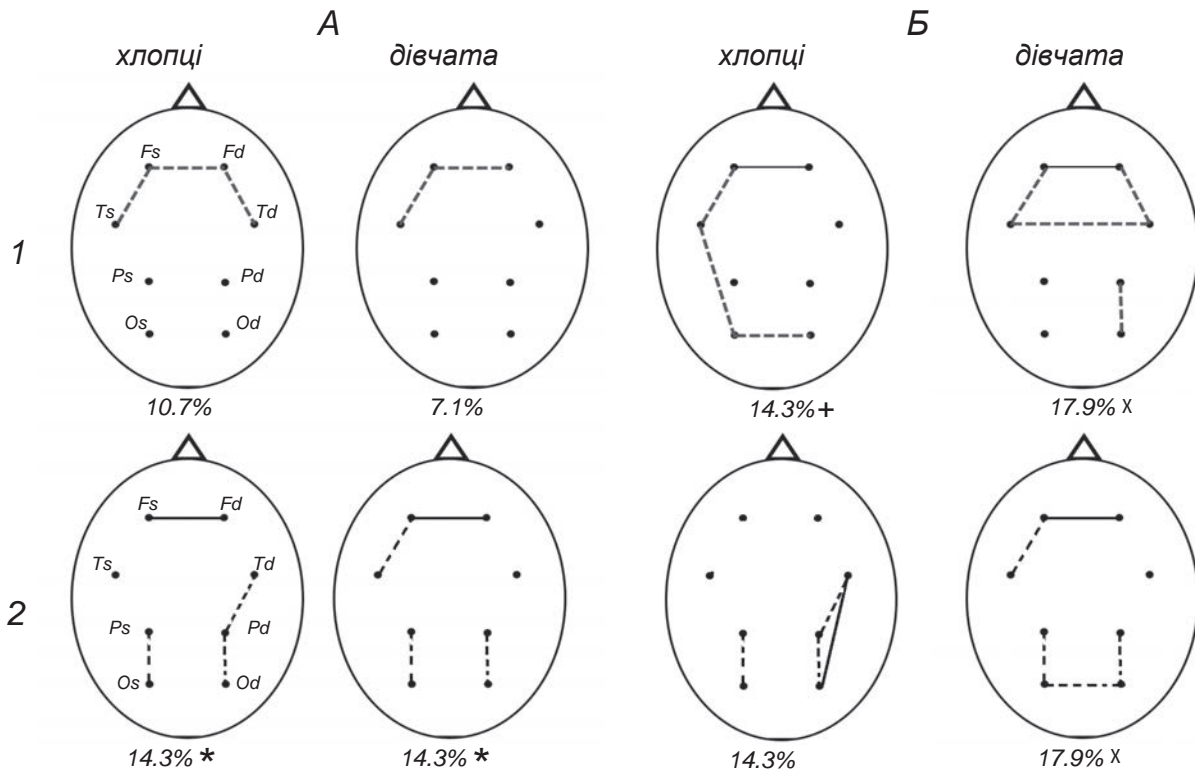 А Б
хлопці дівчата хлопці дівчата
Fs Fd
Ts Td
1
Ps Pd
Os Od
10.7% 7.1% 14.3%+ 17.9% x
Fs Fd
Ts Td
2
Ps Pd
Os Od
14.3% * 14.3% * 14.3% 17.9% x